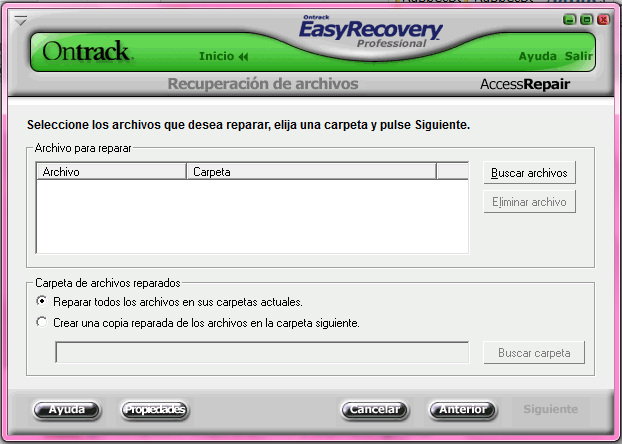 Ontrack
EasyRecovery
Professional
Ontrack
Inicio
Ayuda Salir
Recuperación de archivos
AccessRepair
Seleccione los archivos que desea reparar, elija una carpeta y pulse Siguiente.
Archivo para reparar
Archivo Carpeta
Buscar archivos
Eliminar archivo
Carpeta de archivos reparados
Reparar todos los archivos en sus carpetas actuales.
Crear una copia reparada de los archivos en la carpeta siguiente.
Buscar carpeta
Ayuda Propiedades Cancelar Anterior Siguiente